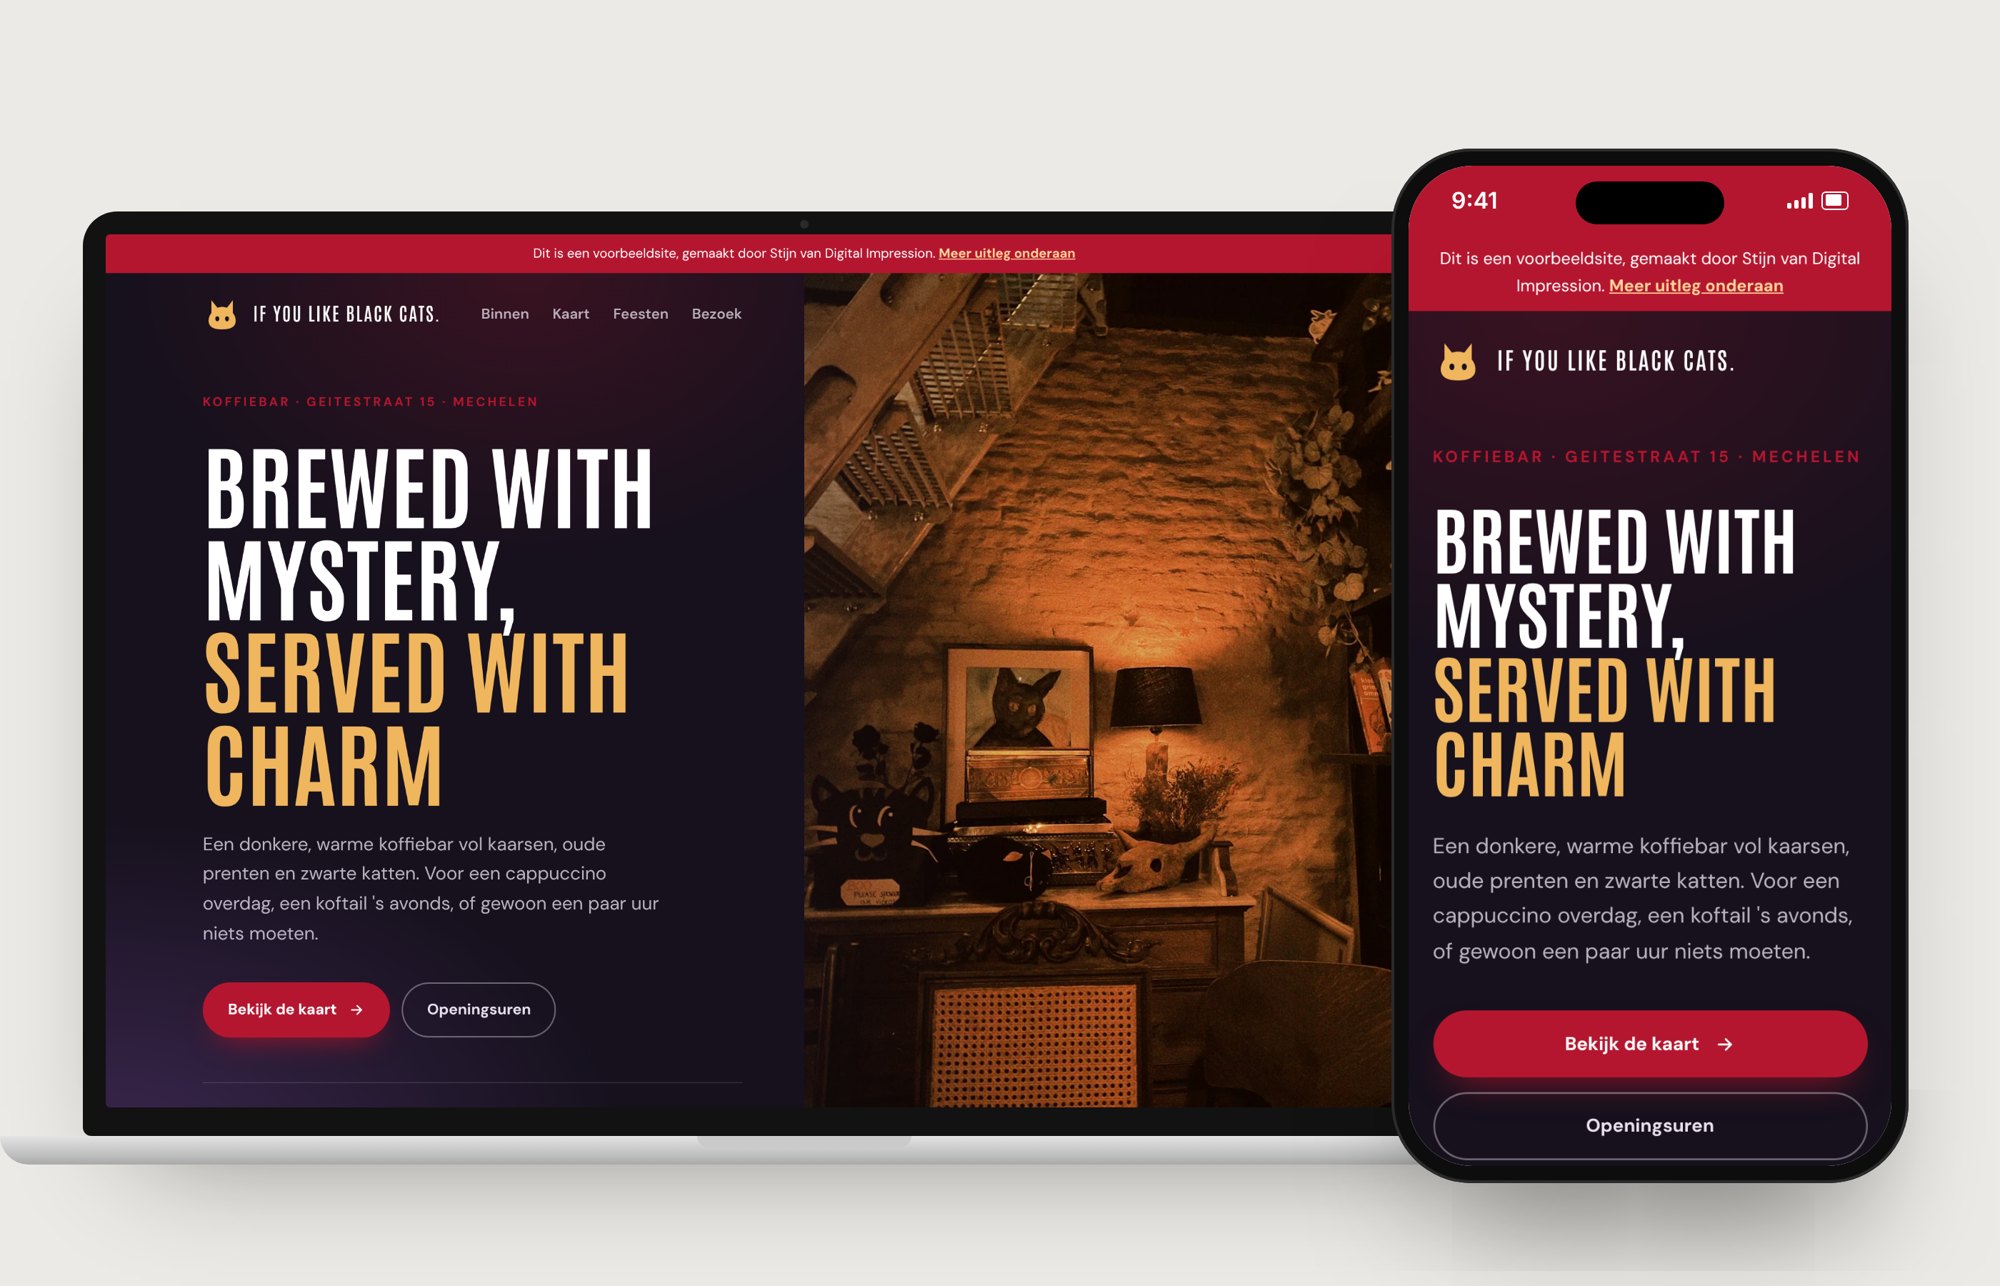 Dit is een voorbeeldsite, gemaakt door Stijn van Digital Impression. Meer uitleg onderaan
IF YOU LIKE BLACK CATS.
Binnen Kaart Feesten Bezoek
KOFFIEBAR · GEITESTRAAT 15 · MECHELEN
BREWED WITH
MYSTERY,
SERVED WITH
CHARM
Een donkere, warme koffiebar vol kaarsen, oude
prenten en zwarte katten. Voor een cappuccino
overdag, een koftail 's avonds, of gewoon een paar uur
niets moeten.
Bekijk de kaart →
Openingsuren
PLEASE
9:41
Dit is een voorbeeldsite, gemaakt door Stijn van Digital
Impression. Meer uitleg onderaan
IF YOU LIKE BLACK CATS.
KOFFIEBAR · GEITESTRAAT 15 · MECHELEN
BREWED WITH
MYSTERY,
SERVED WITH
CHARM
Een donkere, warme koffiebar vol kaarsen,
oude prenten en zwarte katten. Voor een
cappuccino overdag, een koftail 's avonds,
of gewoon een paar uur niets moeten.
Bekijk de kaart →
Openingsuren